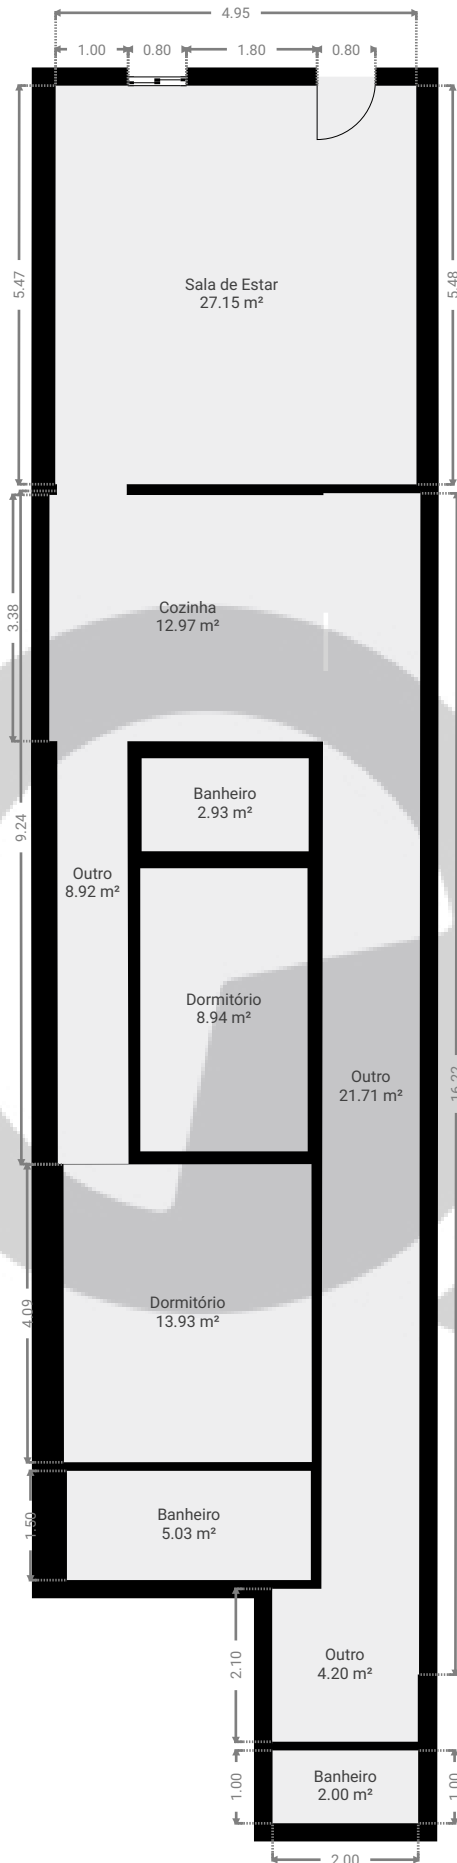 4.95
1.00
0.80
1.80
0.80
5.47
5.48
Sala de Estar
27.15 m²
3.38
Cozinha
12.97 m²
9.24
Banheiro
2.93 m²
Outro
8.92 m²
Dormitório
8.94 m²
Outro
21.71 m²
16.22
4.09
Dormitório
13.93 m²
1.50
Banheiro
5.03 m²
2.10
Outro
4.20 m²
1.00
Banheiro
2.00 m²
1.00
2.00